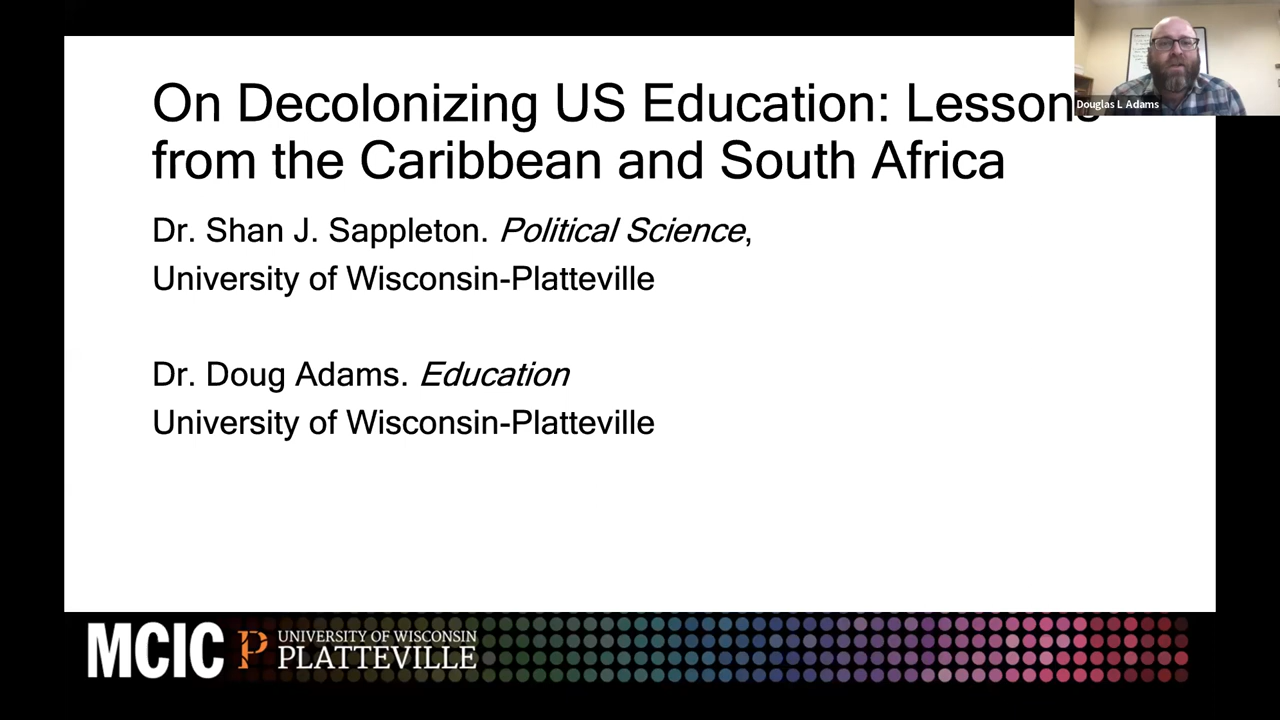 On Decolonizing US Education: Lessons
from the Caribbean and South Africa
Douglas L Adams
Dr. Shan J. Sappleton. Political Science,
University of Wisconsin-Platteville
Dr. Doug Adams. Education
University of Wisconsin-Platteville
MCIC
P
UNIVERSITY OF WISCONSIN
PLATTEVILLE